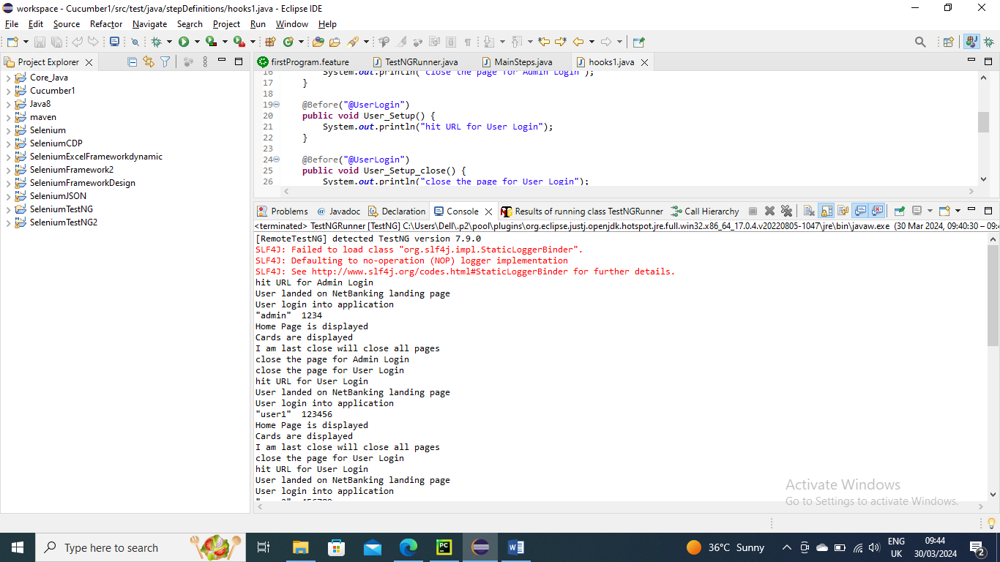 workspace - Cucumber1/src/test/java/stepDefinitions/hooks1.java - Eclipse IDE
File Edit Source Refactor Navigate Search Project Run Window Help
Project Explorer
Core_Java
Cucumber1
Java8
maven
Selenium
SeleniumCDP
SeleniumExcelFrameworkdynamic
SeleniumFramework2
SeleniumFrameworkDesign
SeleniumJSON
SeleniumTestNG
SeleniumTestNG2
firstProgram.feature TestNGRunner.java MainSteps.java hooks1.java
16 System.out.println("close the page for Admin Login");
17 }
18
19 @Before("@UserLogin")
20 public void User_Setup() {
21 System.out.println("hit URL for User Login");
22 }
23
24 @Before("@UserLogin")
25 public void User_Setup_close() {
26 System.out.println("close the page for User Login");
Problems Javadoc Declaration Console Results of running class TestNGRunner Call Hierarchy
<terminated> TestNGRunner [TestNG] C:\Users\Dell\.p2\pool\plugins\org.eclipse.justj.openjdk.hotspot.jre.full.win32.x86_64_17.0.4.v20220805-1047\jre\bin\javaw.exe (30 Mar 2024, 09:40:30 – 09:4
[RemoteTestNG] detected TestNG version 7.9.0
SLF4J: Failed to load class "org.slf4j.impl.StaticLoggerBinder".
SLF4J: Defaulting to no-operation (NOP) logger implementation
SLF4J: See http://www.slf4j.org/codes.html#StaticLoggerBinder for further details.
hit URL for Admin Login
User landed on NetBanking landing page
User login into application
"admin" 1234
Home Page is displayed
Cards are displayed
I am last close will close all pages
close the page for Admin Login
close the page for User Login
hit URL for User Login
User landed on NetBanking landing page
User login into application
"user1" 123456
Home Page is displayed
Cards are displayed
I am last close will close all pages
close the page for User Login
hit URL for User Login
User landed on NetBanking landing page
User login into application
Activate Windows
Go to Settings to activate Windows.
Type here to search
36°C Sunny
ENG
UK
09:44
30/03/2024
2